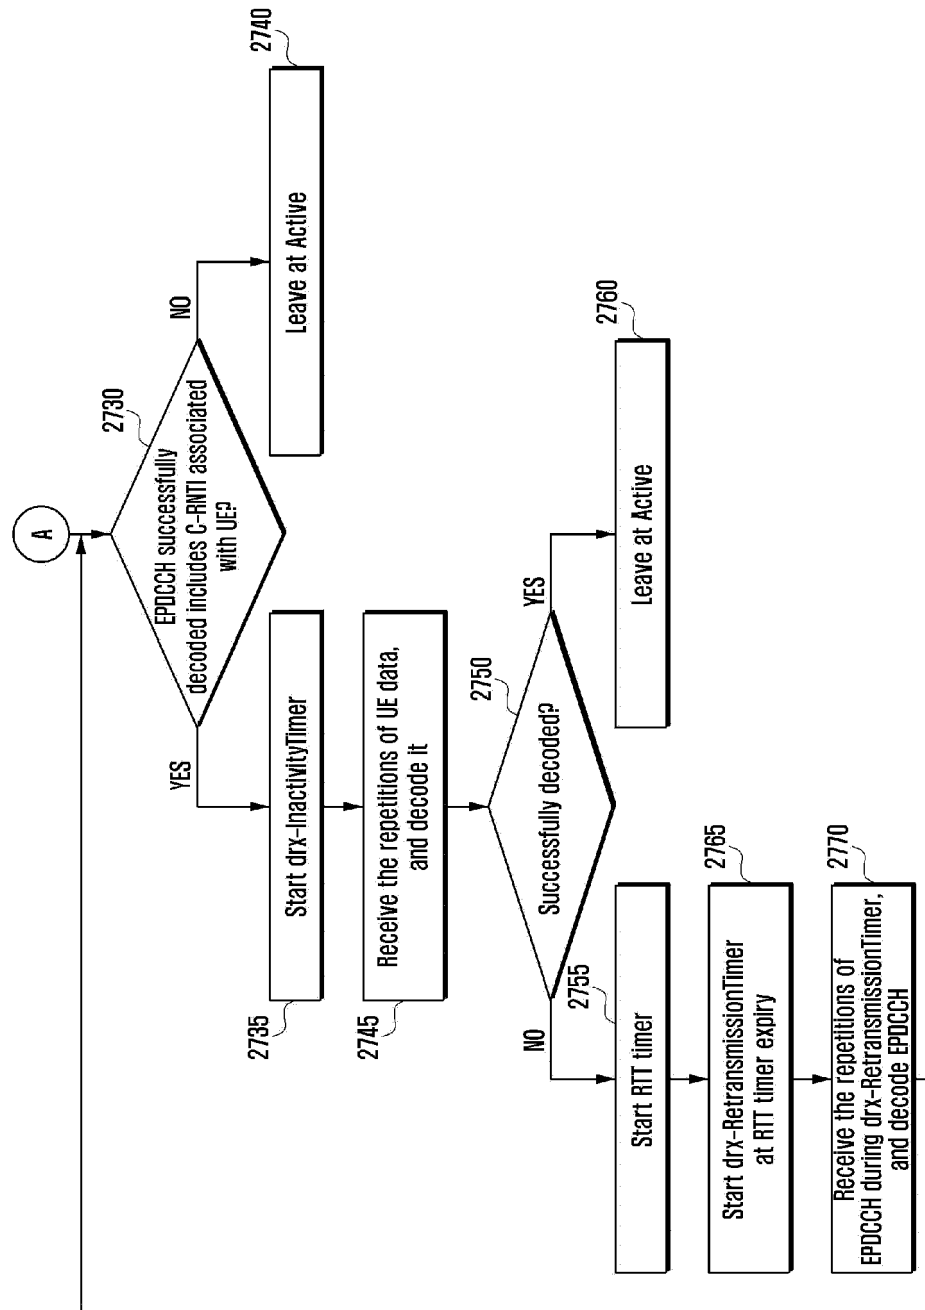 A
2730
EPDCCH successfully
decoded includes C-RNTI associated
with UE?
YES
NO
2740
Leave at Active
2735
Start drx-InactivityTimer
2745
Receive the repetitions of UE data,
and decode it
2750
Successfully decoded?
NO
YES
2760
Leave at Active
2755
Start RTT timer
2765
Start drx-RetransmissionTimer
at RTT timer expiry
2770
Receive the repetitions of
EPDCCH during drx-RetransmissionTimer,
and decode EPDCCH